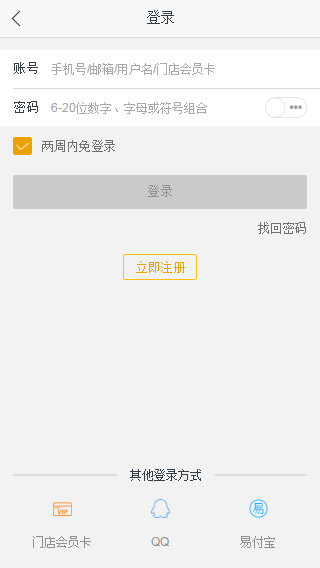 登录
账号 手机号/邮箱/用户名/门店会员卡
密码 6-20位数字、字母或符号组合
两周内免登录
登录
找回密码
立即注册
其他登录方式
VIP 易
门店会员卡 QQ 易付宝